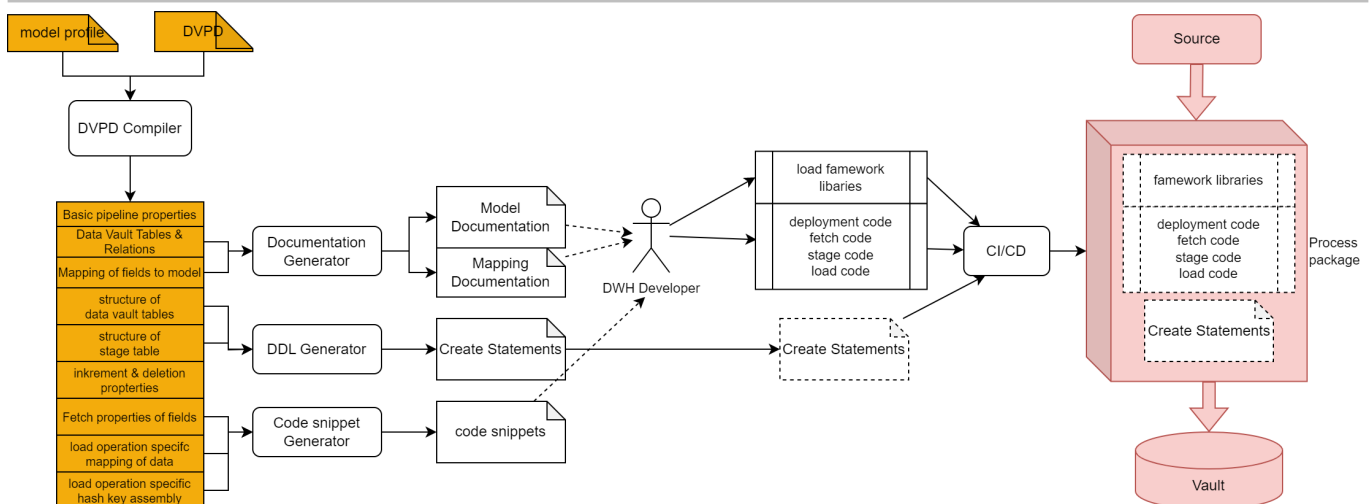 model profile
DVPD
DVPD Compiler
Basic pipeline properties
Data Vault Tables &
Relations
Mapping of fields to model
structure of
data vault tables
structure of
stage table
inkrement & deletion
proprterties
Fetch properties of fields
load operation specifc
mapping of data
load operation specific
hash key assembly
Documentation
Generator
DDL Generator
Code snippet
Generator
Model
Documentation
Mapping
Documentation
Create Statements
code snippets
DWH Developer
load famework
libaries
deployment code
fetch code
stage code
load code
Create Statements
CI/CD
Source
famework libraries
deployment code
fetch code
stage code
load code
Create Statements
Process
package
Vault